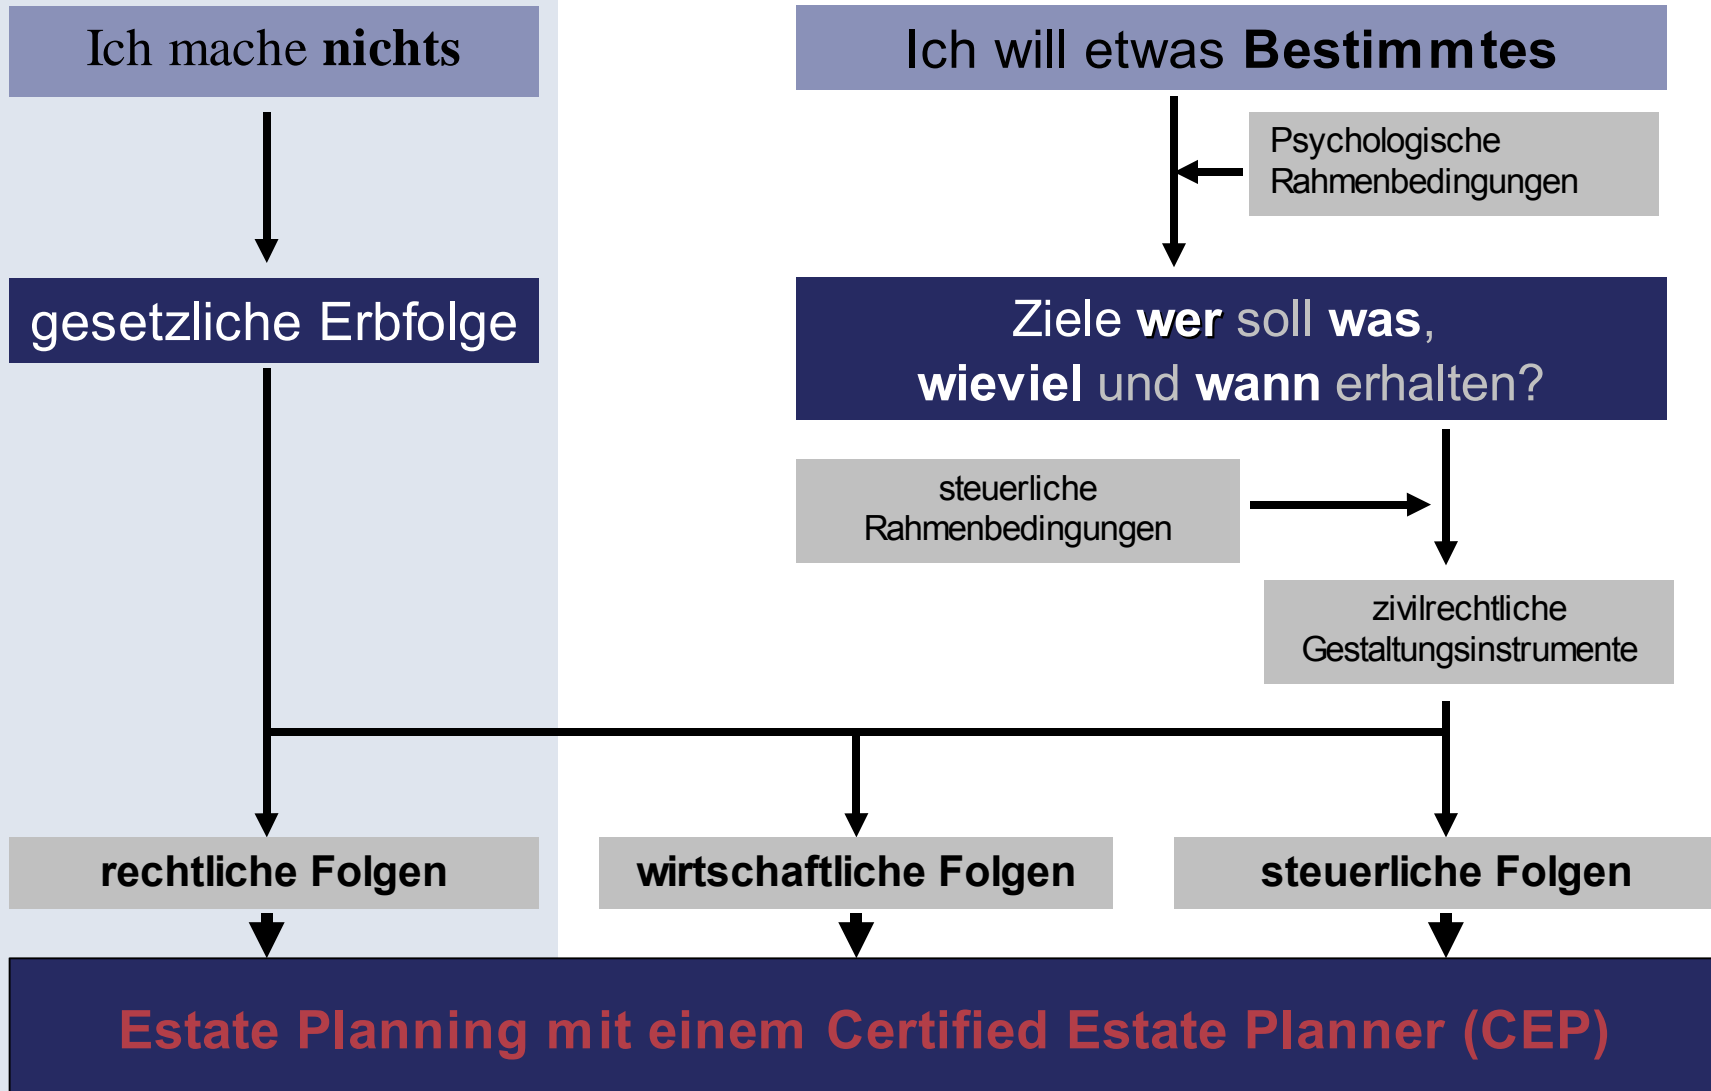 Ich mache nichts
Ich will etwas Bestimmtes
Psychologische
Rahmenbedingungen
gesetzliche Erbfolge
Ziele wer soll was,
wieviel und wann erhalten?
steuerliche
Rahmenbedingungen
zivilrechtliche
Gestaltungsinstrumente
rechtliche Folgen
wirtschaftliche Folgen
steuerliche Folgen
Estate Planning mit einem Certified Estate Planner (CEP)